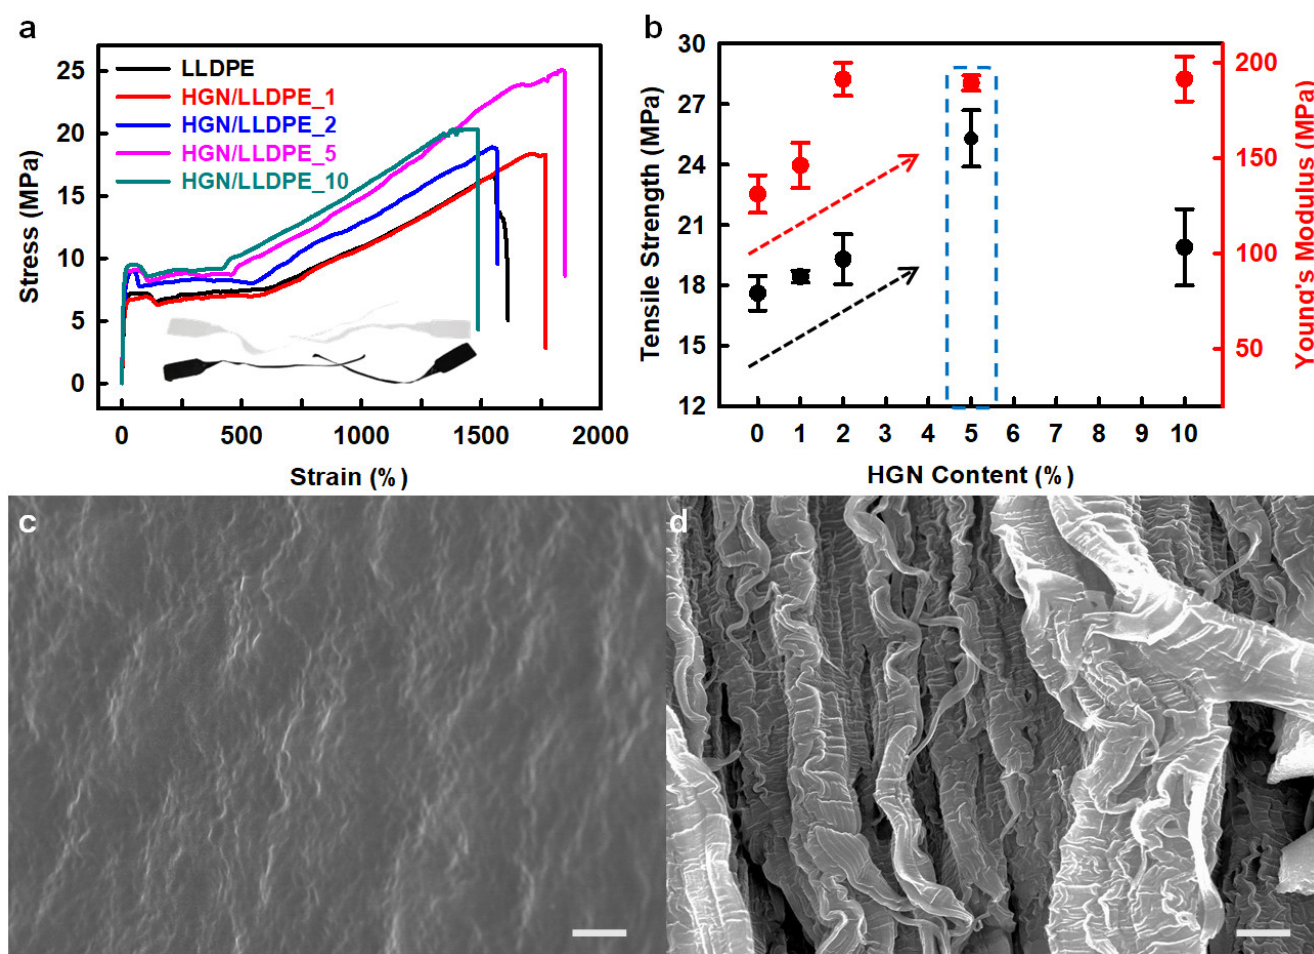 a
25
20
15
10
5
0
Stress (MPa)
LLDPE
HGN/LLDPE_1
HGN/LLDPE_2
HGN/LLDPE_5
HGN/LLDPE_10
0 500 1000 1500 2000
Strain (%)
b
30
27
24
21
18
15
12
Tensile Strength (MPa)
200
150
100
50
Young's Modulus (MPa)
0 1 2 3 4 5 6 7 8 9 10
HGN Content (%)
c
d